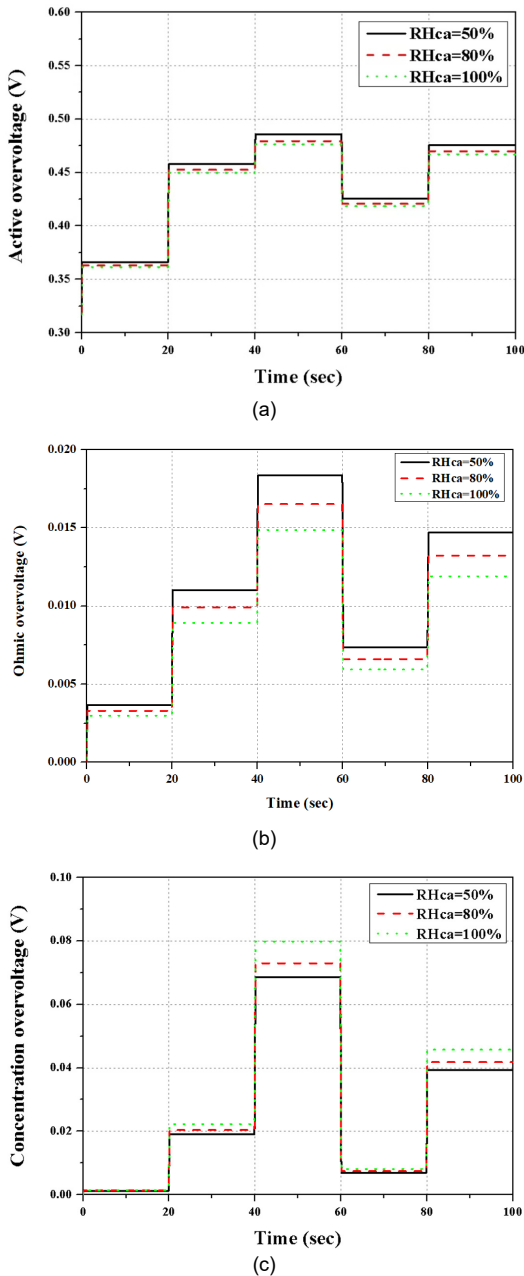 0.60
0.55
0.50
0.45
0.40
0.35
0.30
Active overvoltage (V)
RHca=50%
RHca=80%
RHca=100%
0 20 40 60 80 100
Time (sec)
(a)
0.020
0.015
0.010
0.005
0.000
Ohmic overvoltage (V)
RHca=50%
RHca=80%
RHca=100%
0 20 40 60 80 100
Time (sec)
(b)
0.10
0.08
0.06
0.04
0.02
0.00
Concentration overvoltage (V)
RHca=50%
RHca=80%
RHca=100%
0 20 40 60 80 100
Time (sec)
(c)